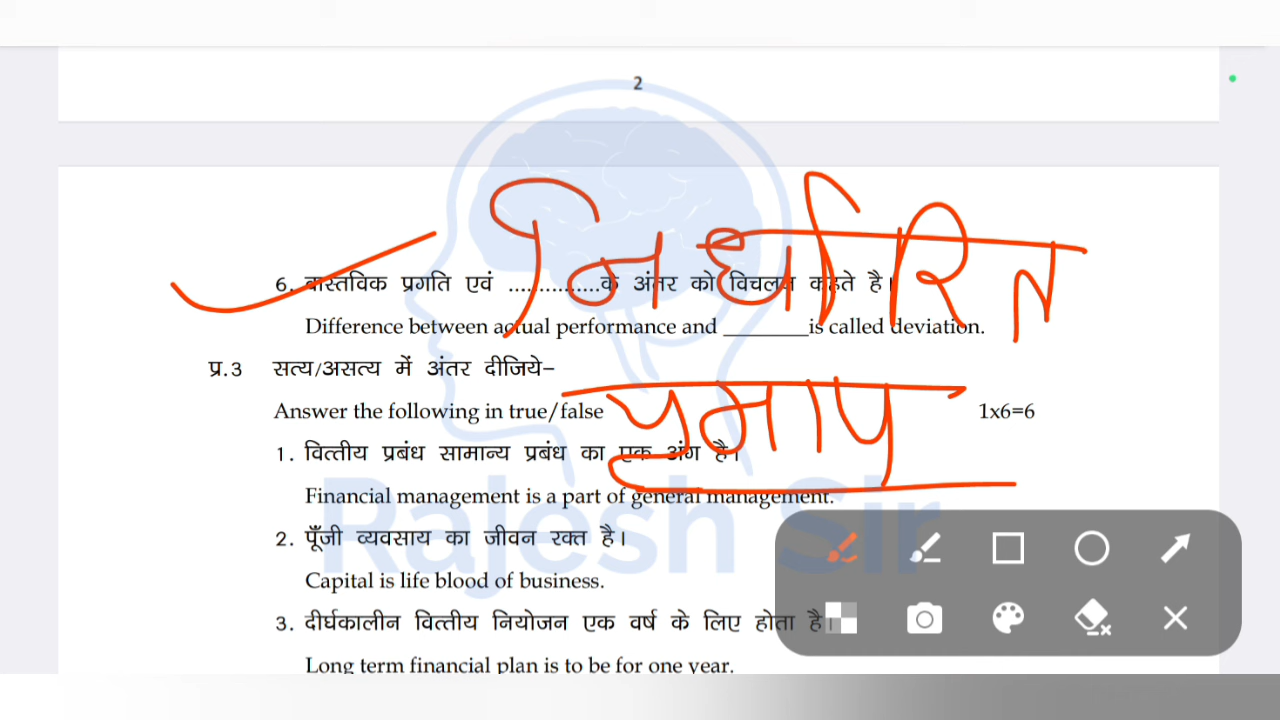 2
निर्धारित
6. वास्तविक प्रगति एवं ..............के अंतर को विचलन कहते है।
Difference between actual performance and ________is called deviation.
प्र.3 सत्य/असत्य में अंतर दीजिये–
Answer the following in true/false 1x6=6
1. वित्तीय प्रबंध सामान्य प्रबंध का एक अंग है।
Financial management is a part of general management.
2. पूँजी व्यवसाय का जीवन रक्त है।
Capital is life blood of business.
3. दीर्घकालीन वित्तीय नियोजन एक वर्ष के लिए होता है।
Long term financial plan is to be for one year.
Rajesh Sir